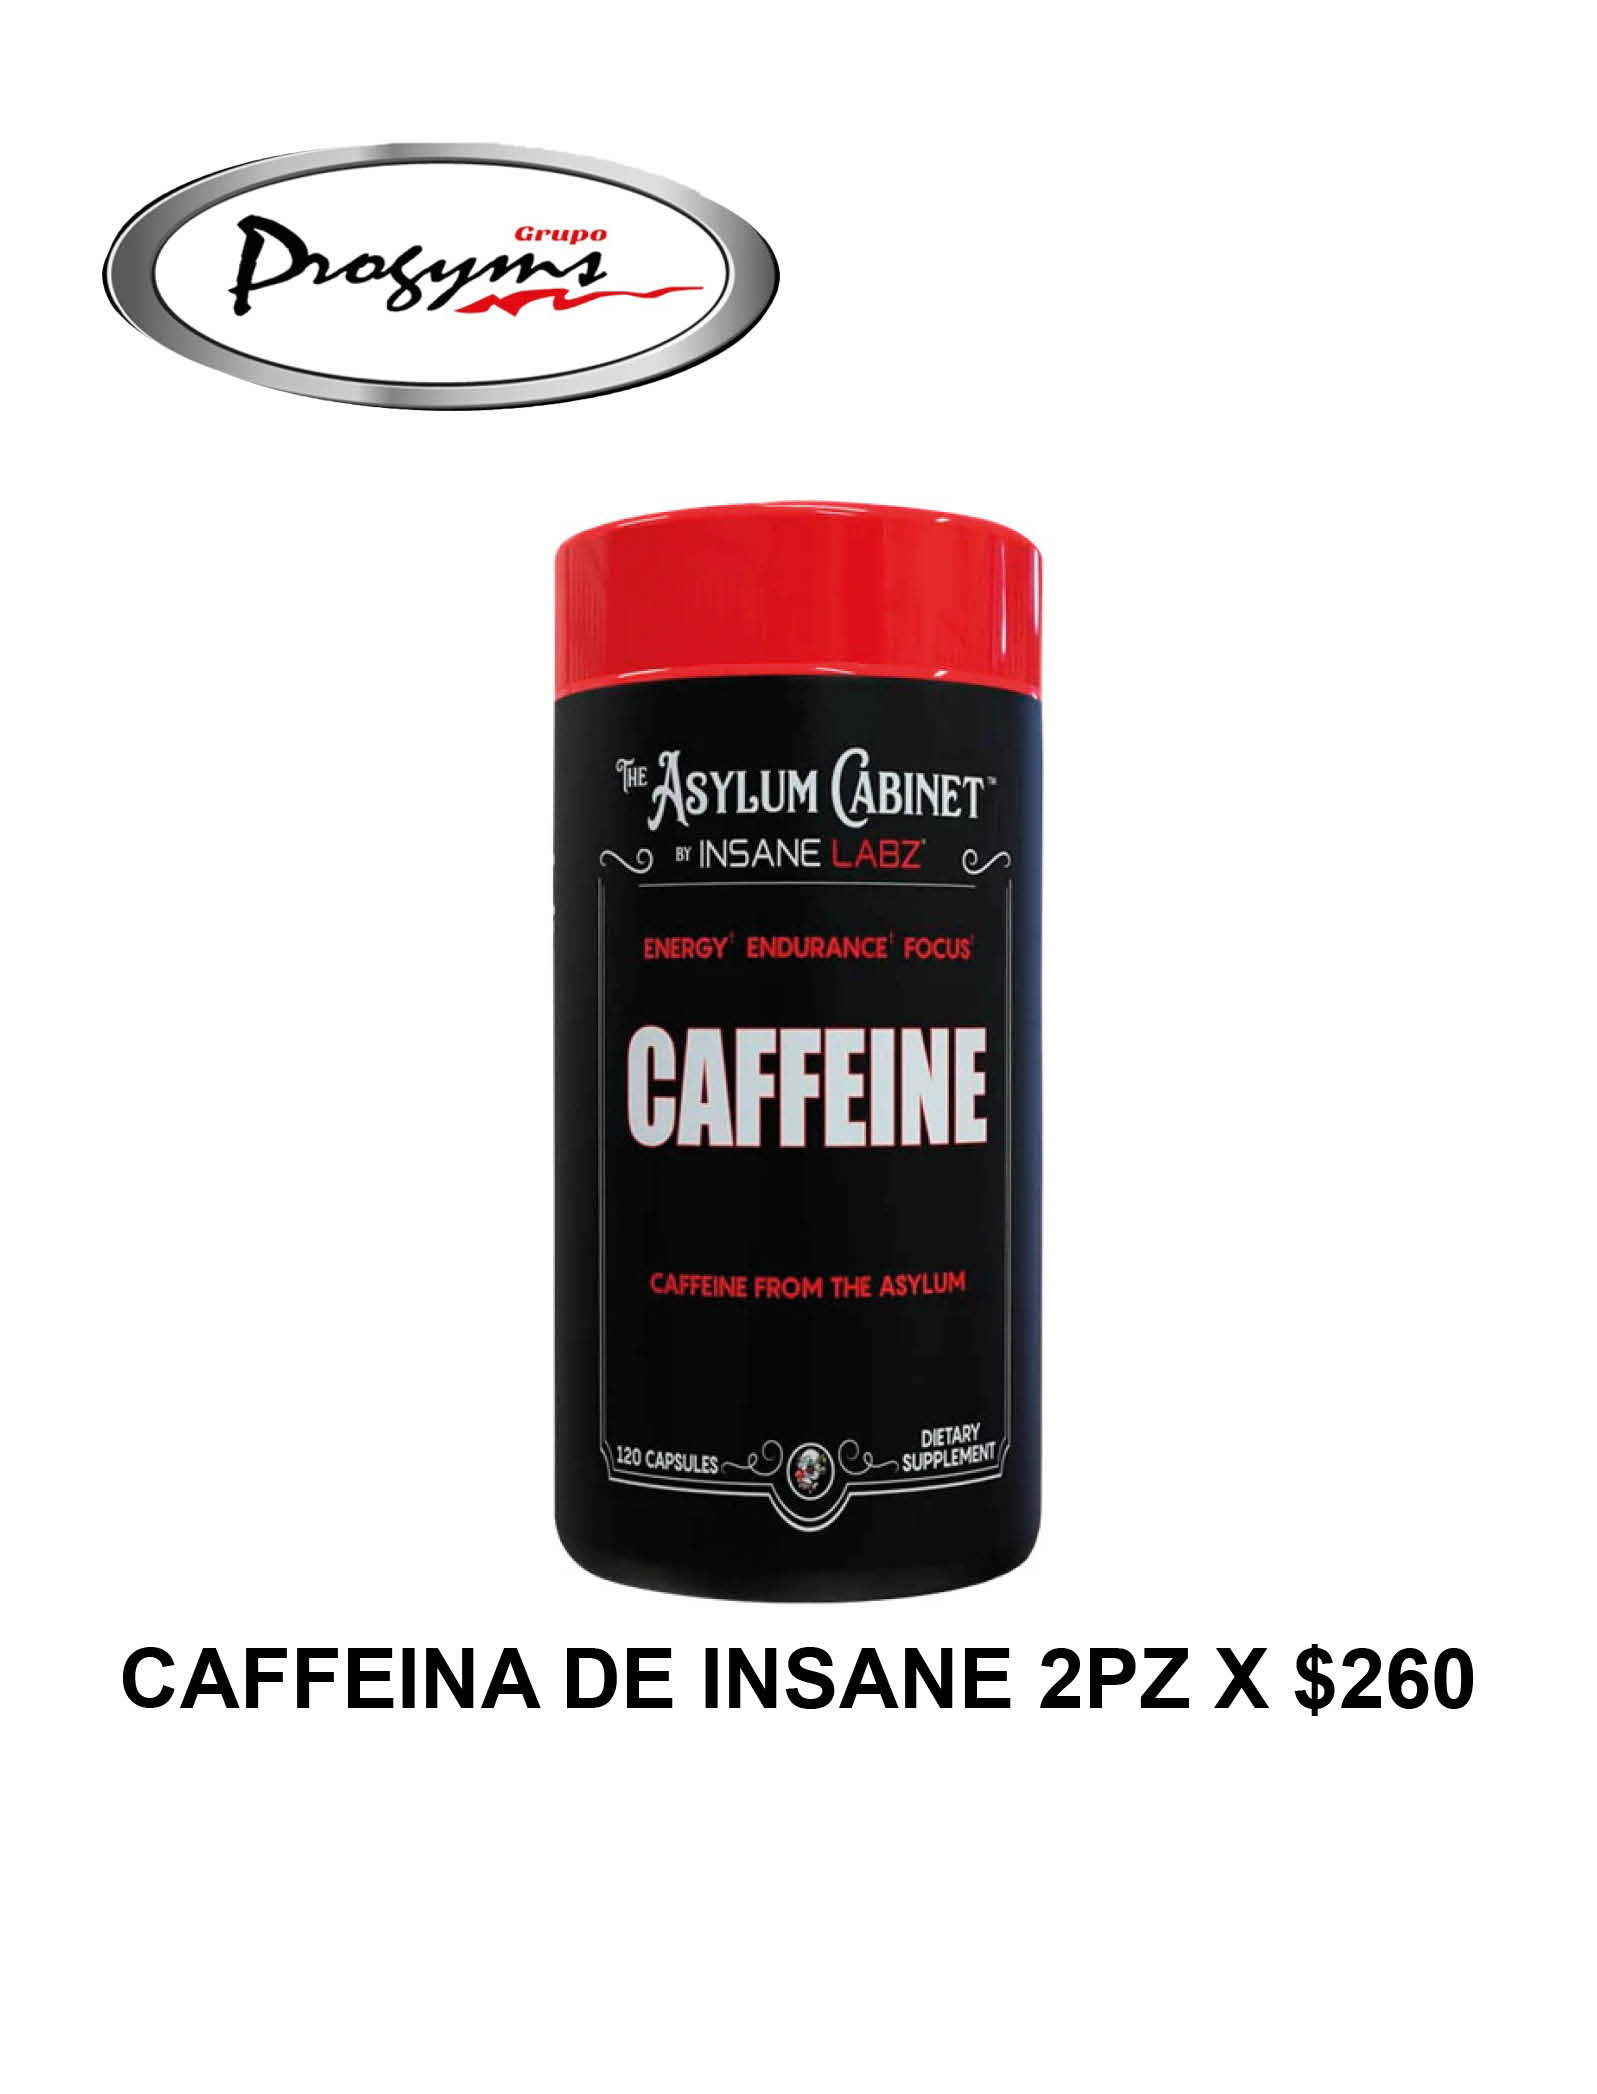 Grupo
Progyms
THE ASYLUM CABINET™
BY INSANE LABZ®
ENERGY† ENDURANCE† FOCUS†
CAFFEINE
CAFFEINE FROM THE ASYLUM
120 CAPSULES
DIETARY
SUPPLEMENT
CAFFEINA DE INSANE 2PZ X $260